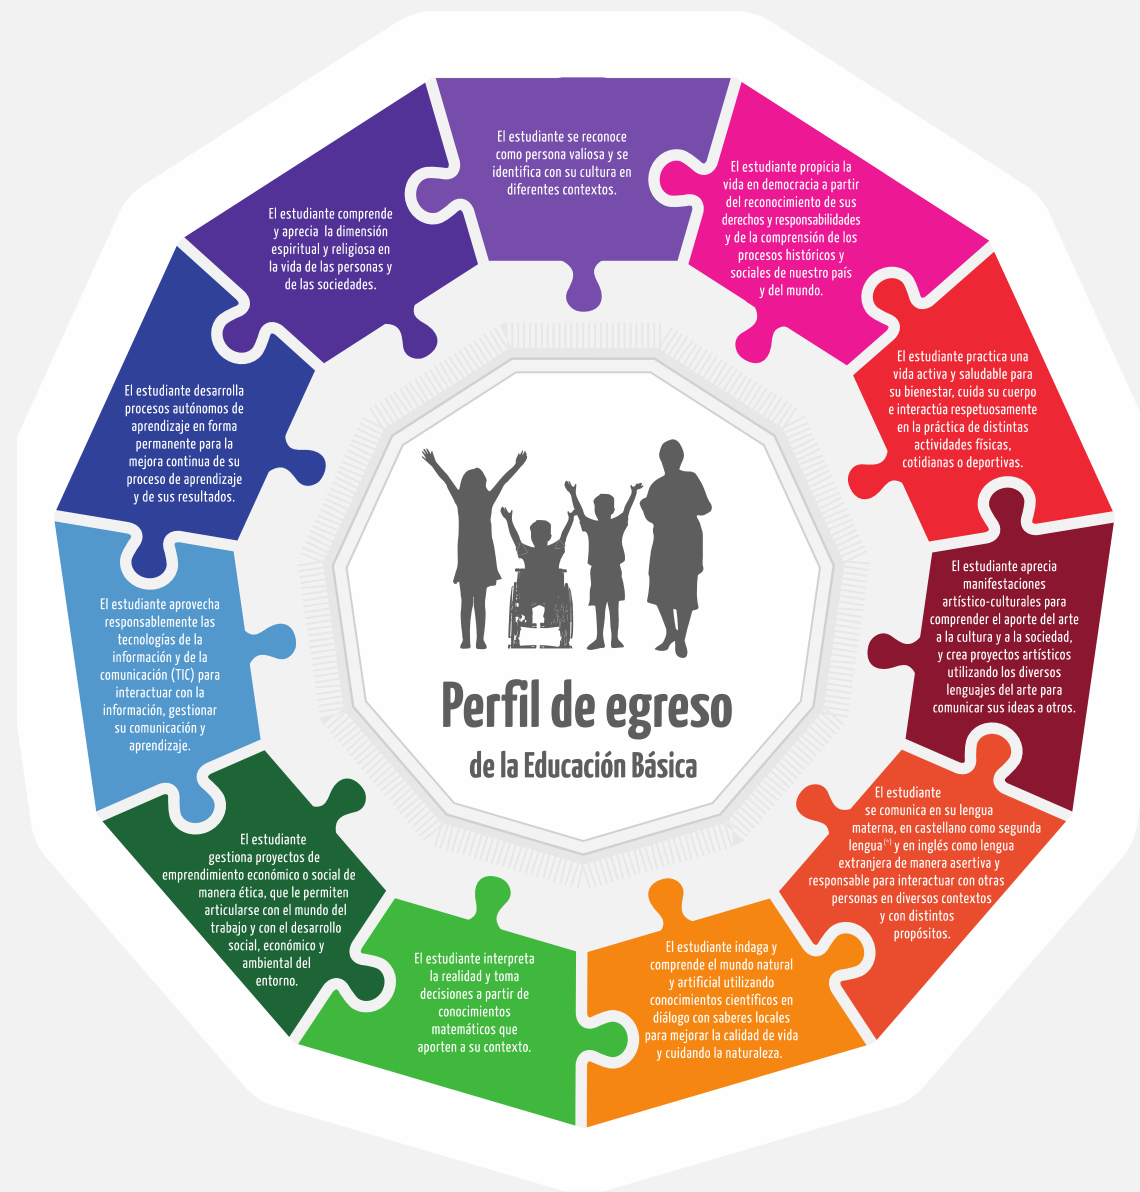 El estudiante se reconoce
como persona valiosa y se
identifica con su cultura en
diferentes contextos.
El estudiante propicia la
vida en democracia a partir
del reconocimiento de sus
derechos y responsabilidades
y de la comprensión de los
procesos históricos y
sociales de nuestro país
y del mundo.
El estudiante practica una
vida activa y saludable para
su bienestar, cuida su cuerpo
e interactúa respetuosamente
en la práctica de distintas
actividades físicas,
cotidianas o deportivas.
El estudiante aprecia
manifestaciones
artístico-culturales para
comprender el aporte del arte
a la cultura y a la sociedad,
y crea proyectos artísticos
utilizando los diversos
lenguajes del arte para
comunicar sus ideas a otros.
El estudiante
se comunica en su lengua
materna, en castellano como segunda
lengua(*) y en inglés como lengua
extranjera de manera asertiva y
responsable para interactuar con otras
personas en diversos contextos
y con distintos
propósitos.
El estudiante indaga y
comprende el mundo natural
y artificial utilizando
conocimientos científicos en
diálogo con saberes locales
para mejorar la calidad de vida
y cuidando la naturaleza.
El estudiante interpreta
la realidad y toma
decisiones a partir de
conocimientos
matemáticos que
aporten a su contexto.
El estudiante
gestiona proyectos de
emprendimiento económico o social de
manera ética, que le permiten
articularse con el mundo del
trabajo y con el desarrollo
social, económico y
ambiental del
entorno.
El estudiante aprovecha
responsablemente las
tecnologías de la
información y de la
comunicación (TIC) para
interactuar con la
información, gestionar
su comunicación y
aprendizaje.
El estudiante desarrolla
procesos autónomos de
aprendizaje en forma
permanente para la
mejora continua de su
proceso de aprendizaje
y de sus resultados.
El estudiante comprende
y aprecia la dimensión
espiritual y religiosa en
la vida de las personas y
de las sociedades.
Perfil de egreso
de la Educación Básica